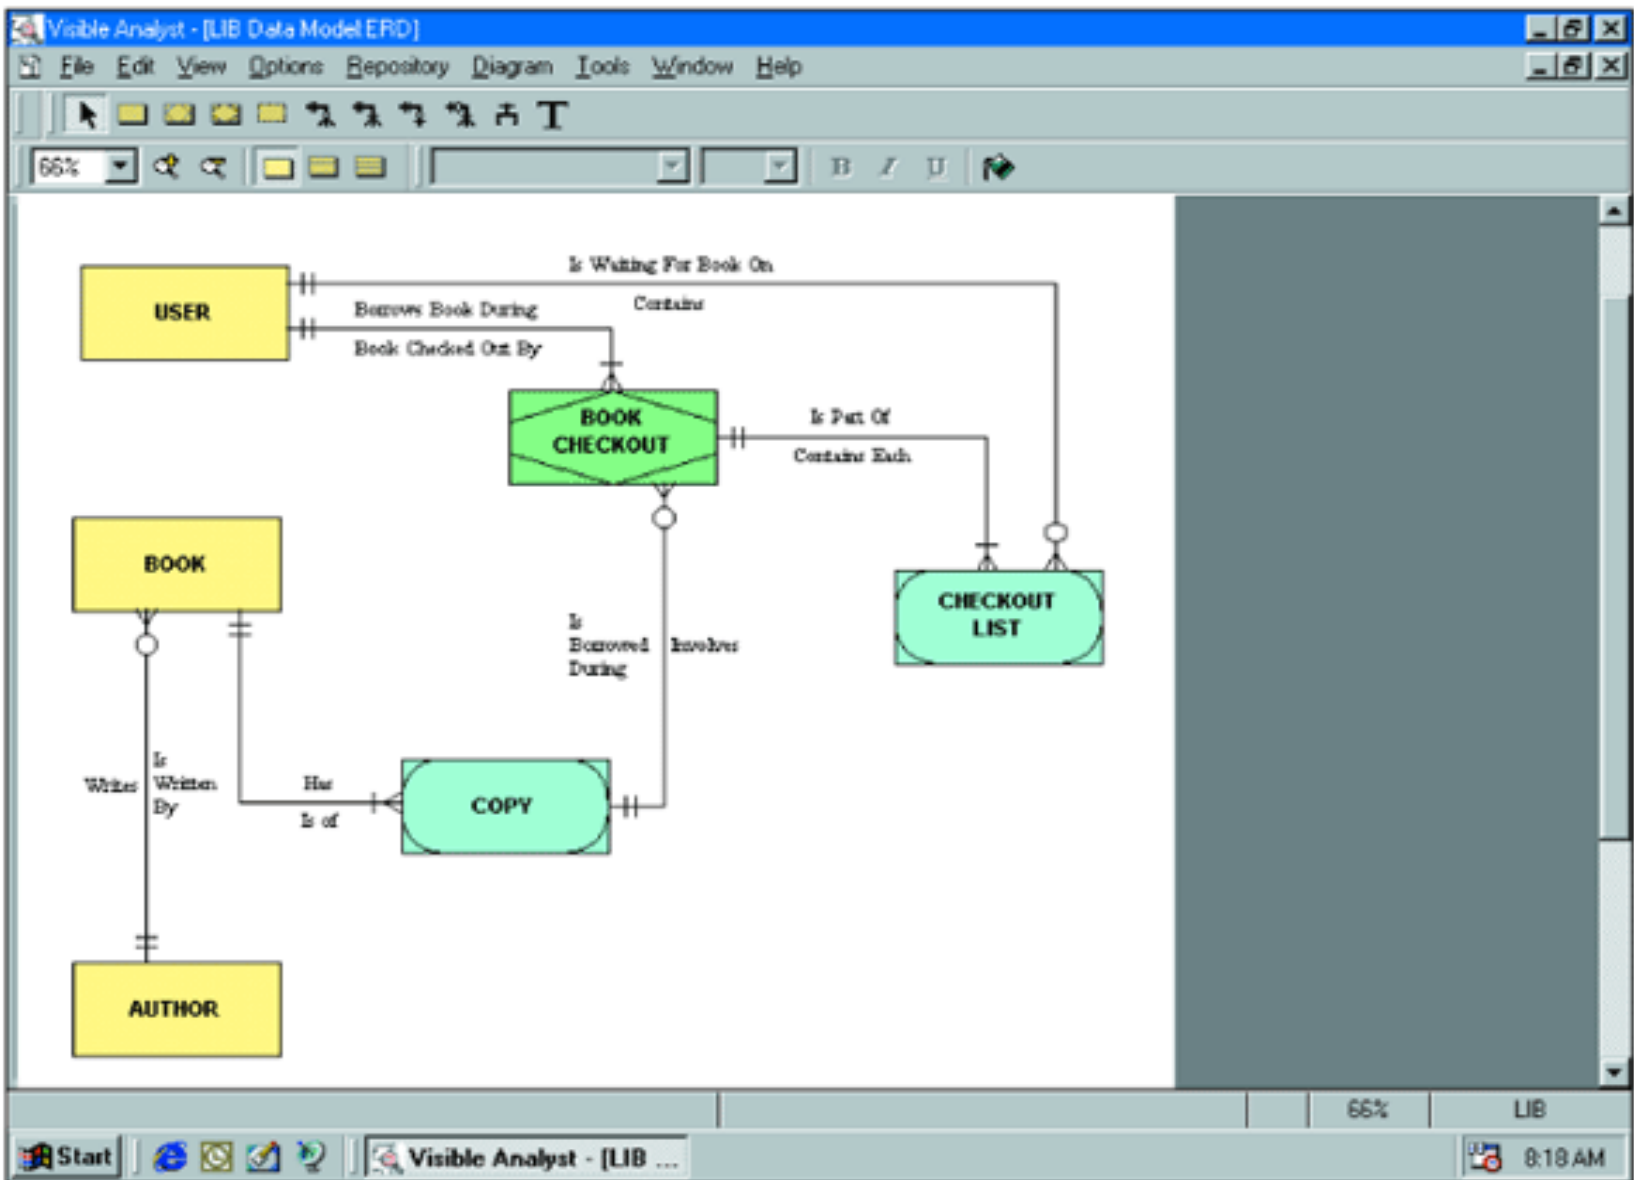 Visible Analyst - [LIB Data Model ERD]
File Edit View Options Repository Diagram Tools Window Help
T
66%
B I U
Is Waiting For Book On
Contains
USER
Borrows Book During
Book Checked Out By
BOOK
CHECKOUT
Is Part Of
Contains Each
BOOK
CHECKOUT
LIST
Is
Borrowed
During
Involves
Writes
Is
Written
By
Has
Is of
COPY
AUTHOR
66% LIB
Start Visible Analyst - [LIB ... 8:18 AM